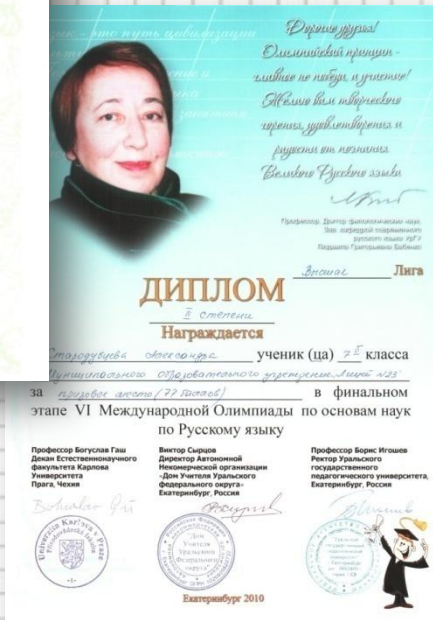 Дорогие друзья!
Олимпийский принцип -
главное не победа, а участие!
Желаю вам творческого
горения, удовлетворения и
радости от познания
Великого Русского языка
Профессор, Доктор филологических наук,
Зав. кафедрой современного
русского языка УрГУ
Людмила Григорьевна Бабенко
Высшая Лига
ДИПЛОМ
II степени
Награждается
Стародубцева Александра ученик (ца) 7 класса
Муниципального образовательного учреждения Лицей №23
за призовое место (77 баллов) в финальном
этапе VI Международной Олимпиады по основам наук
по Русскому языку
Профессор Богуслав Гаш
Декан Естественнонаучного
факультета Карлова
Университета
Прага, Чехия
Виктор Сырцов
Директор Автономной
Некомерческой организации
«Дом Учителя Уральского
федерального округа»
Екатеринбург, Россия
Профессор Борис Игошев
Ректор Уральского
государственного
педагогического университета,
Екатеринбург, Россия
Екатеринбург 2010